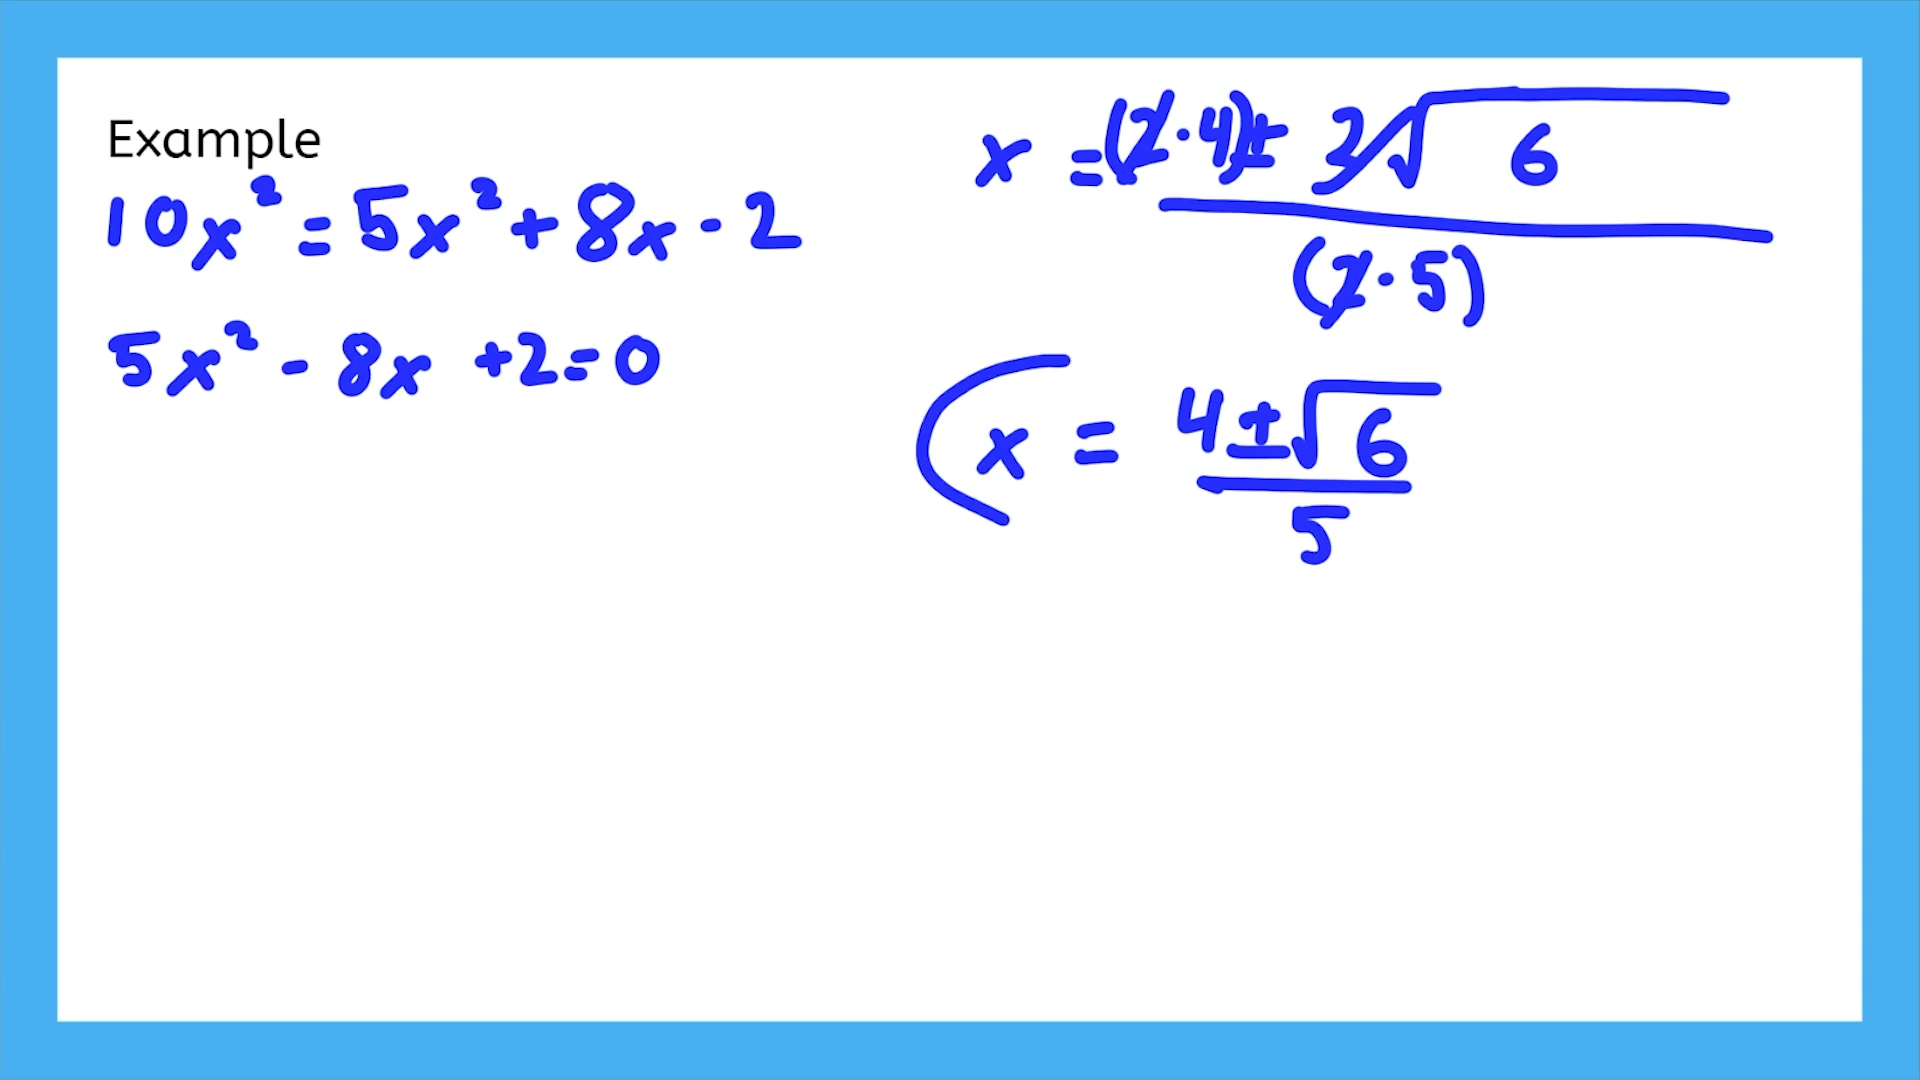 Example
10x² = 5x² + 8x - 2
5x² - 8x + 2 = 0
x = (2·4) ± 2√6
(2·5)
x = 4 ± √6
5